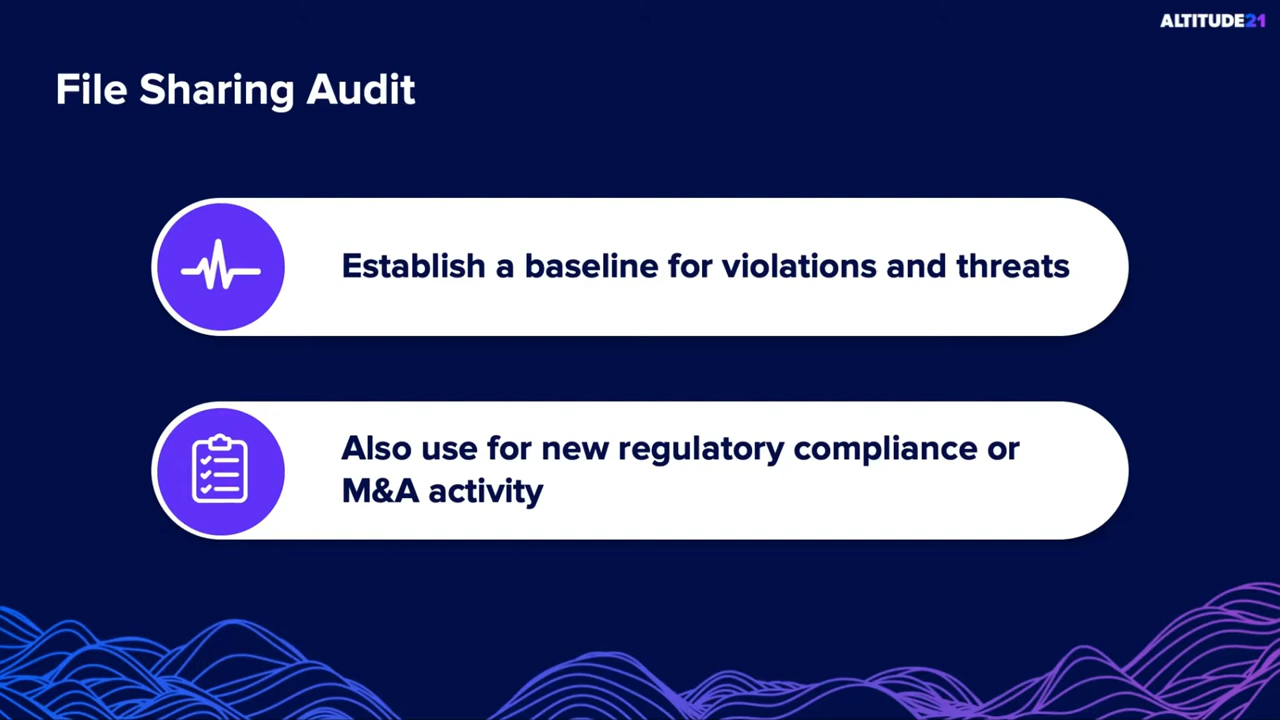 ALTITUDE21
File Sharing Audit
Establish a baseline for violations and threats
Also use for new regulatory compliance or
M&A activity